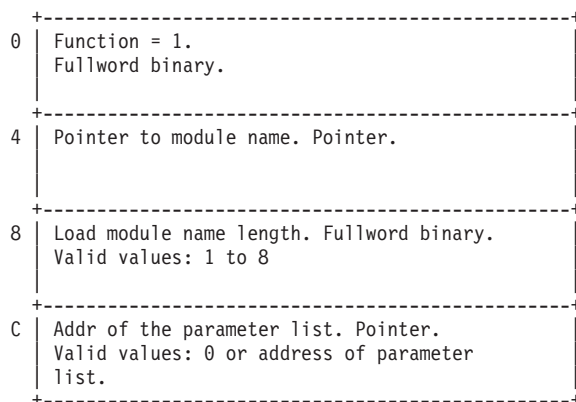 0 Function = 1.
Fullword binary.
4 Pointer to module name. Pointer.
8 Load module name length. Fullword binary.
Valid values: 1 to 8
C Addr of the parameter list. Pointer.
Valid values: 0 or address of parameter
list.